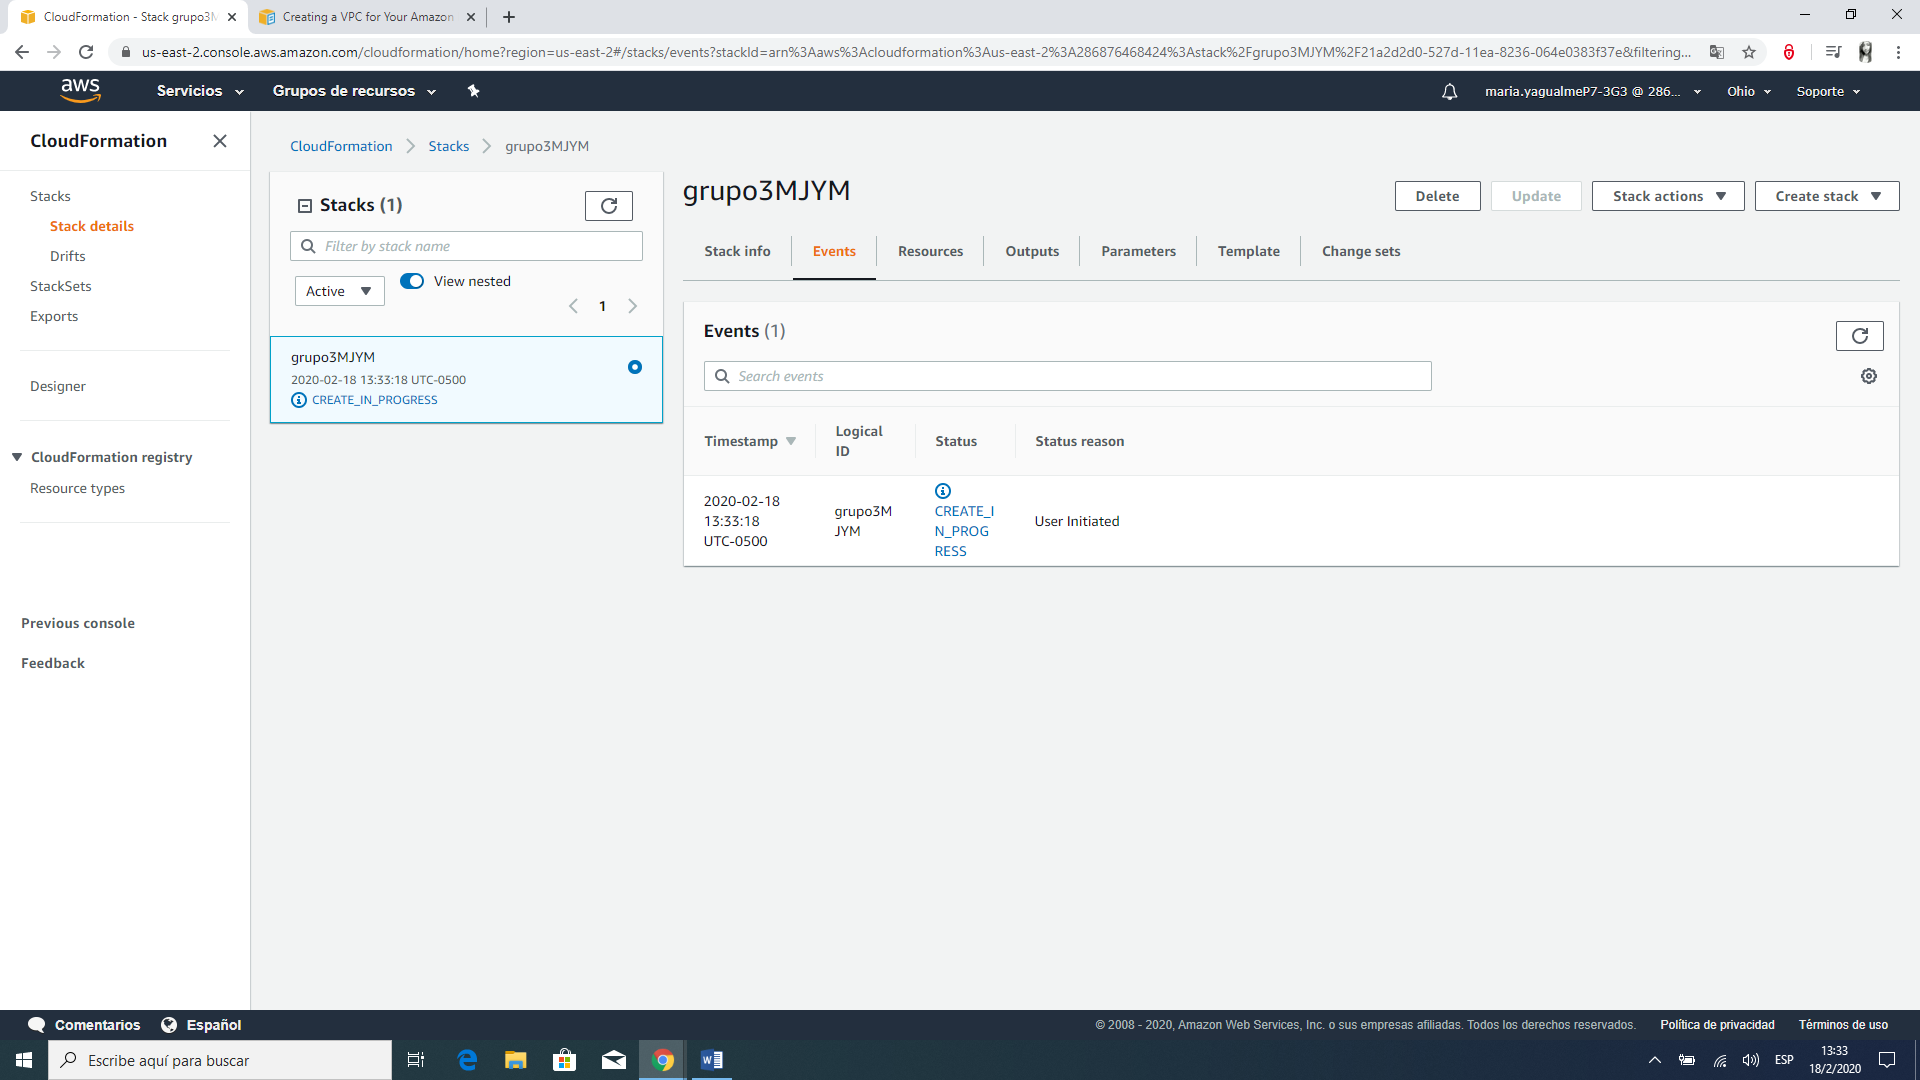 CloudFormation - Stack grupo3M
Creating a VPC for Your Amazon
us-east-2.console.aws.amazon.com/cloudformation/home?region=us-east-2#/stacks/events?stackId=arn%3Aaws%3Acloudformation%3Aus-east-2%3A286876468424%3Astack%2Fgrupo3MJYM%2F21a2d2d0-527d-11ea-8236-064e0383f37e&filtering...
aws
Servicios
Grupos de recursos
maria.yagualmeP7-3G3 @ 286...
Ohio
Soporte
CloudFormation
Stacks
Stack details
Drifts
StackSets
Exports
Designer
CloudFormation registry
Resource types
Previous console
Feedback
CloudFormation
Stacks
grupo3MJYM
Stacks (1)
Filter by stack name
Active
View nested
1
grupo3MJYM
2020-02-18 13:33:18 UTC-0500
CREATE_IN_PROGRESS
grupo3MJYM
Delete
Update
Stack actions
Create stack
Stack info
Events
Resources
Outputs
Parameters
Template
Change sets
Events (1)
Search events
Timestamp
Logical
ID
Status
Status reason
2020-02-18
13:33:18
UTC-0500
grupo3M
JYM
CREATE_I
N_PROG
RESS
User Initiated
Comentarios
Español
© 2008 - 2020, Amazon Web Services, Inc. o sus empresas afiliadas. Todos los derechos reservados.
Política de privacidad
Términos de uso
Escribe aquí para buscar
ESP
13:33
18/2/2020